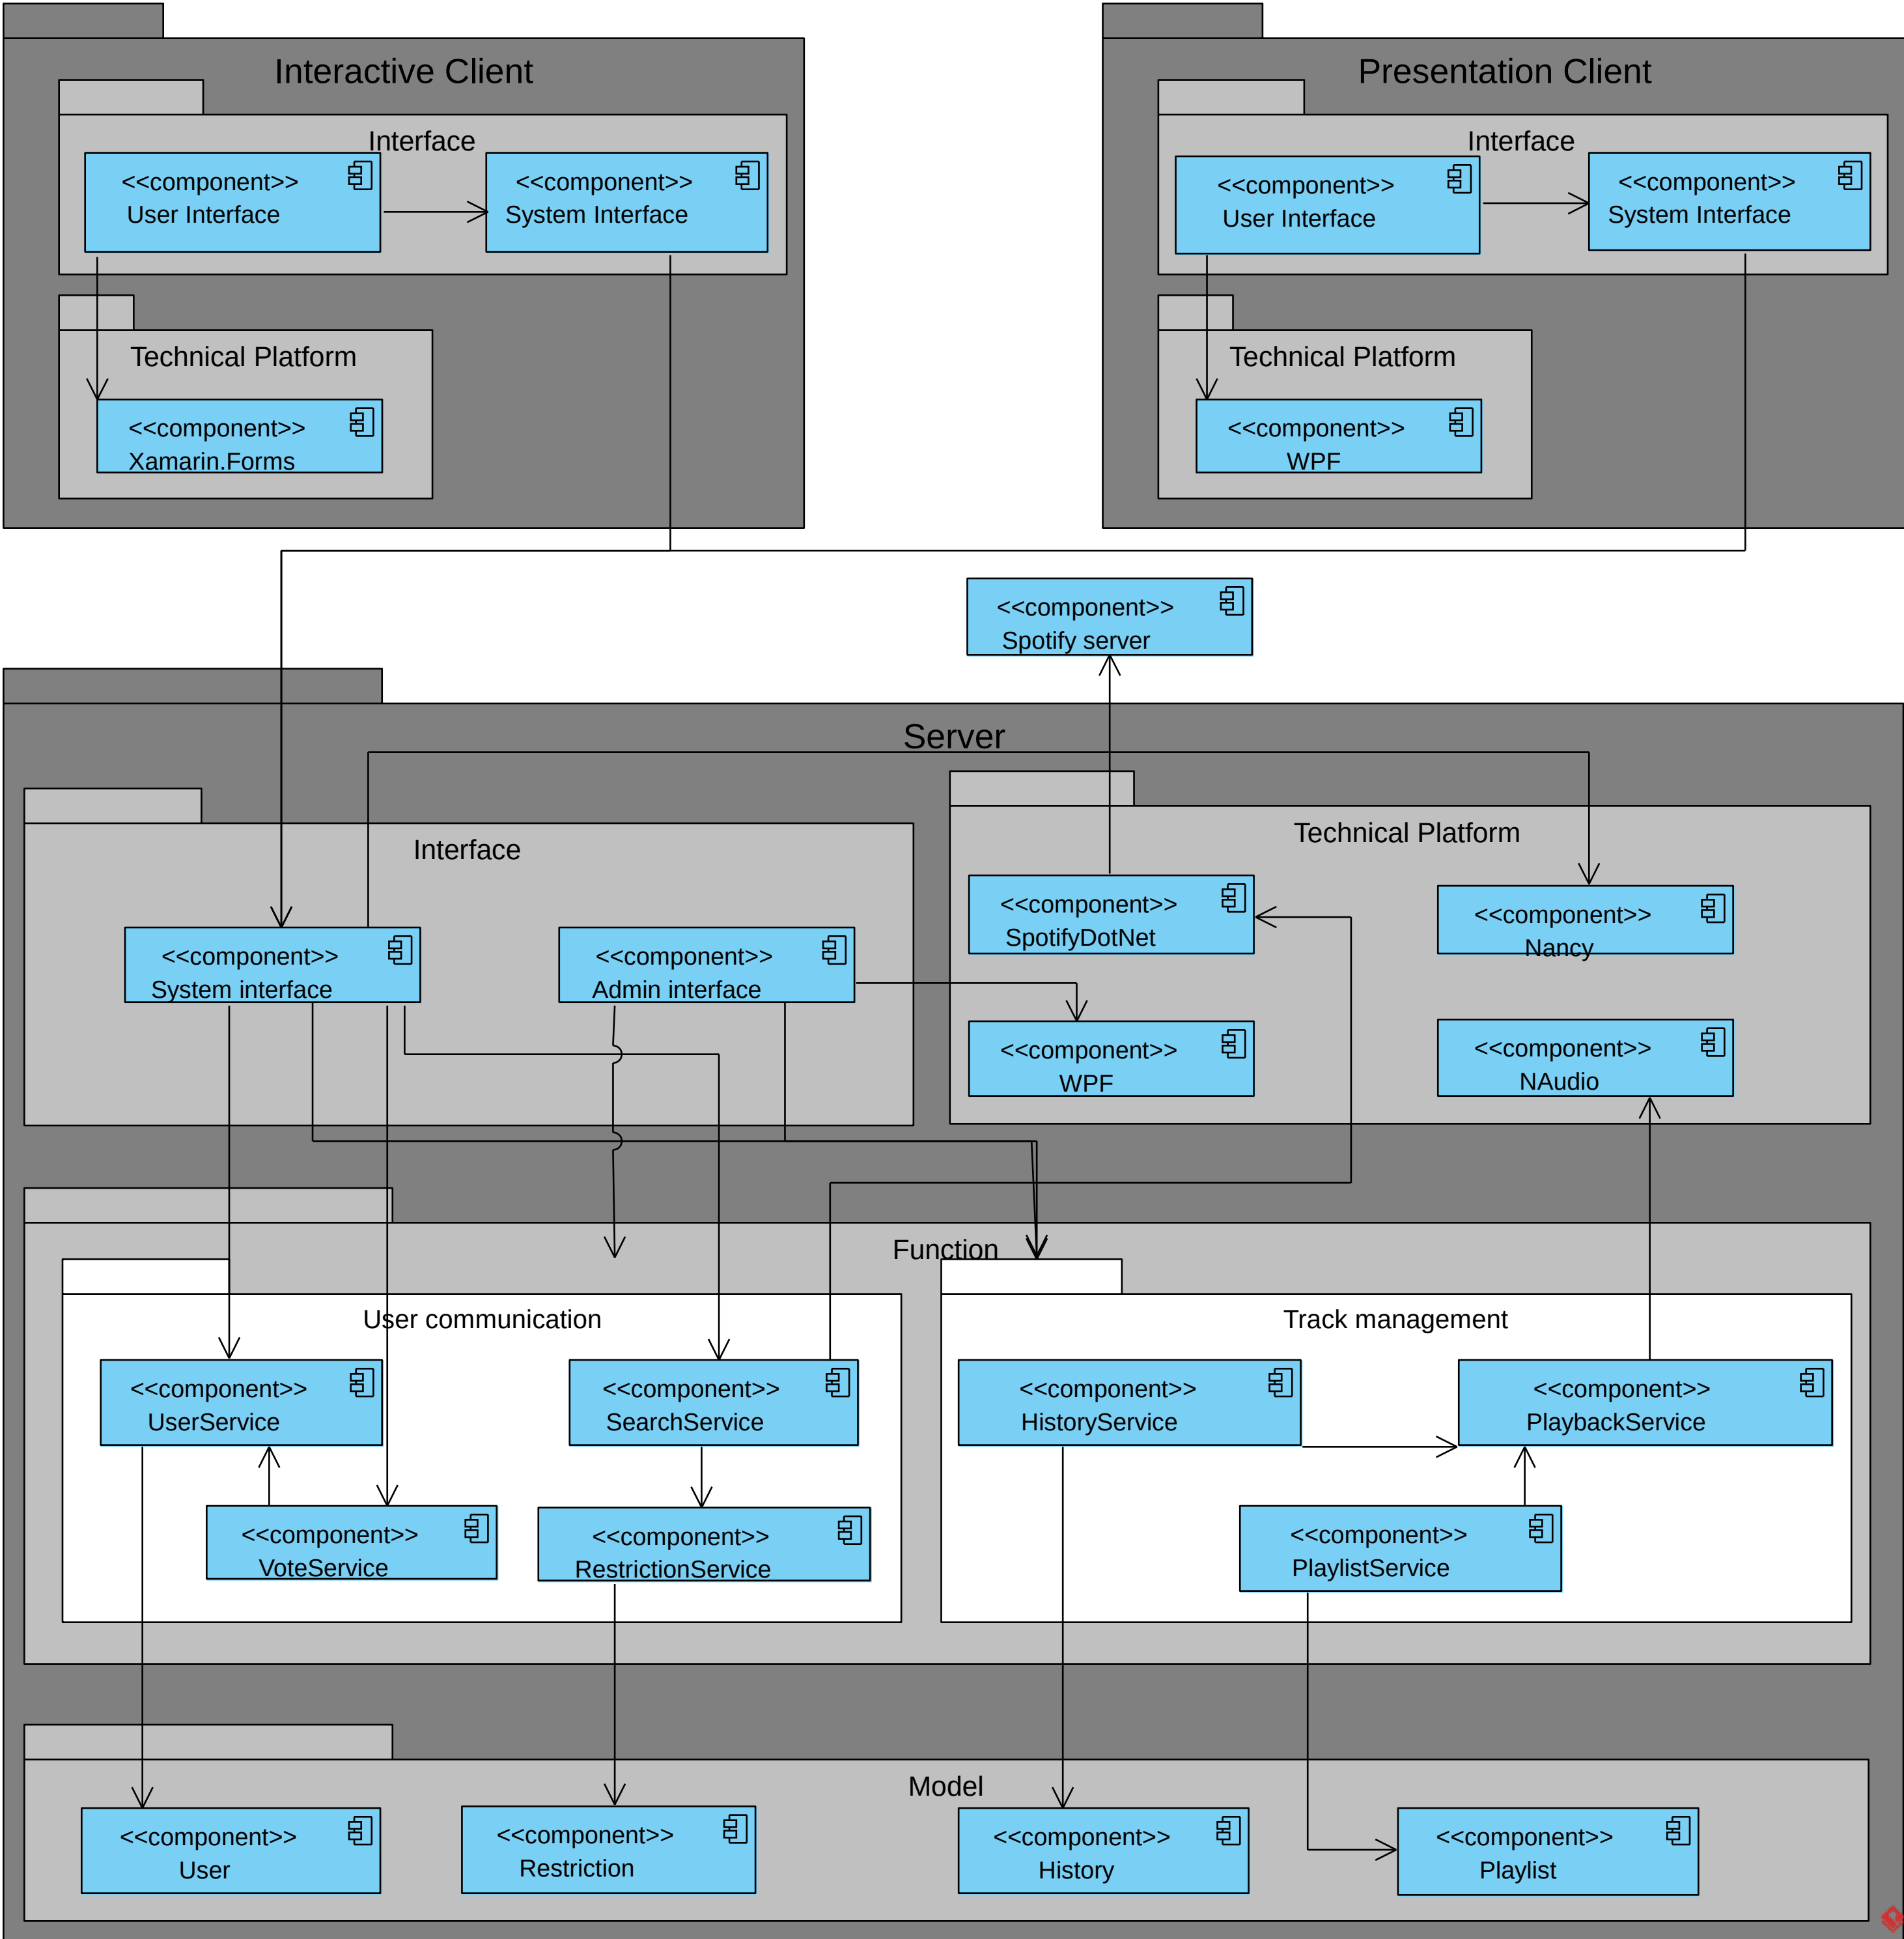 Interactive Client
Interface
<<component>>
User Interface
<<component>>
System Interface
Technical Platform
<<component>>
Xamarin.Forms
Presentation Client
Interface
<<component>>
User Interface
<<component>>
System Interface
Technical Platform
<<component>>
WPF
<<component>>
Spotify server
Server
Interface
<<component>>
System interface
<<component>>
Admin interface
Technical Platform
<<component>>
SpotifyDotNet
<<component>>
Nancy
<<component>>
WPF
<<component>>
NAudio
Function
User communication
<<component>>
UserService
<<component>>
SearchService
<<component>>
VoteService
<<component>>
RestrictionService
Track management
<<component>>
HistoryService
<<component>>
PlaybackService
<<component>>
PlaylistService
Model
<<component>>
User
<<component>>
Restriction
<<component>>
History
<<component>>
Playlist